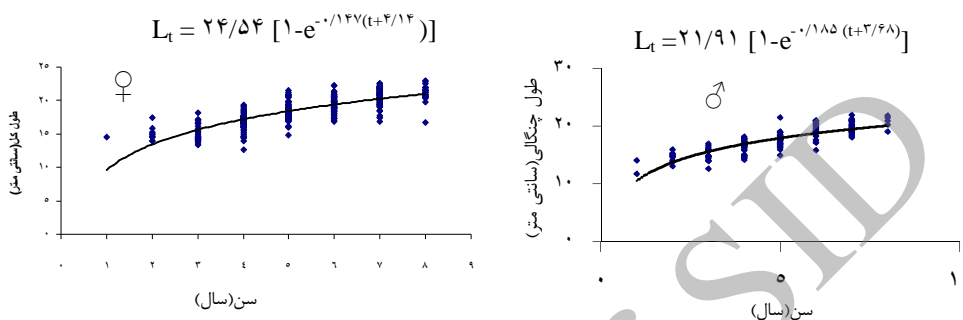 L_t = ۲۴/۵۴ [۱-e^{-۰/۱۴۷(t+۴/۱۴)}]
L_t = ۲۱/۹۱ [۱-e^{-۰/۱۸۵ (t+۳/۶۸)}]
♀
طول کل(سانتی متر)
۲۵
۲۰
۱۵
۱۰
۵
۰
۰ ۱ ۲ ۳ ٤ ۵ ۶ ۷ ۸ ۹
سن(سال)
♂
طول چنگالی(سانتی متر)
۳۰
۲۰
۱۰
۰
۰ ۵ ۱
سن(سال)
SID